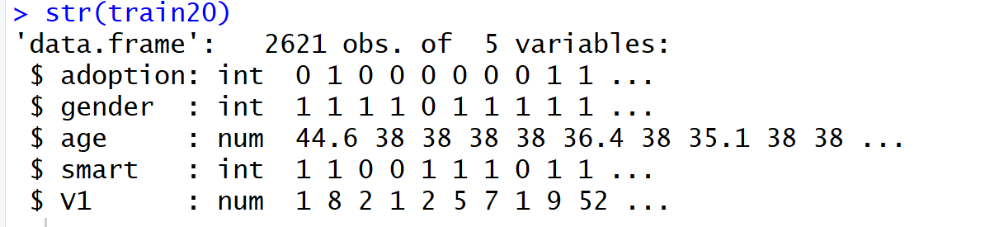 > str(train20)
'data.frame':   2621 obs. of  5 variables:
 $ adoption: int  0 1 0 0 0 0 0 0 1 1 ...
 $ gender  : int  1 1 1 1 0 1 1 1 1 1 ...
 $ age     : num  44.6 38 38 38 38 36.4 38 35.1 38 38 ...
 $ smart   : int  1 1 0 0 1 1 1 0 1 1 ...
 $ V1      : num  1 8 2 1 2 5 7 1 9 52 ...